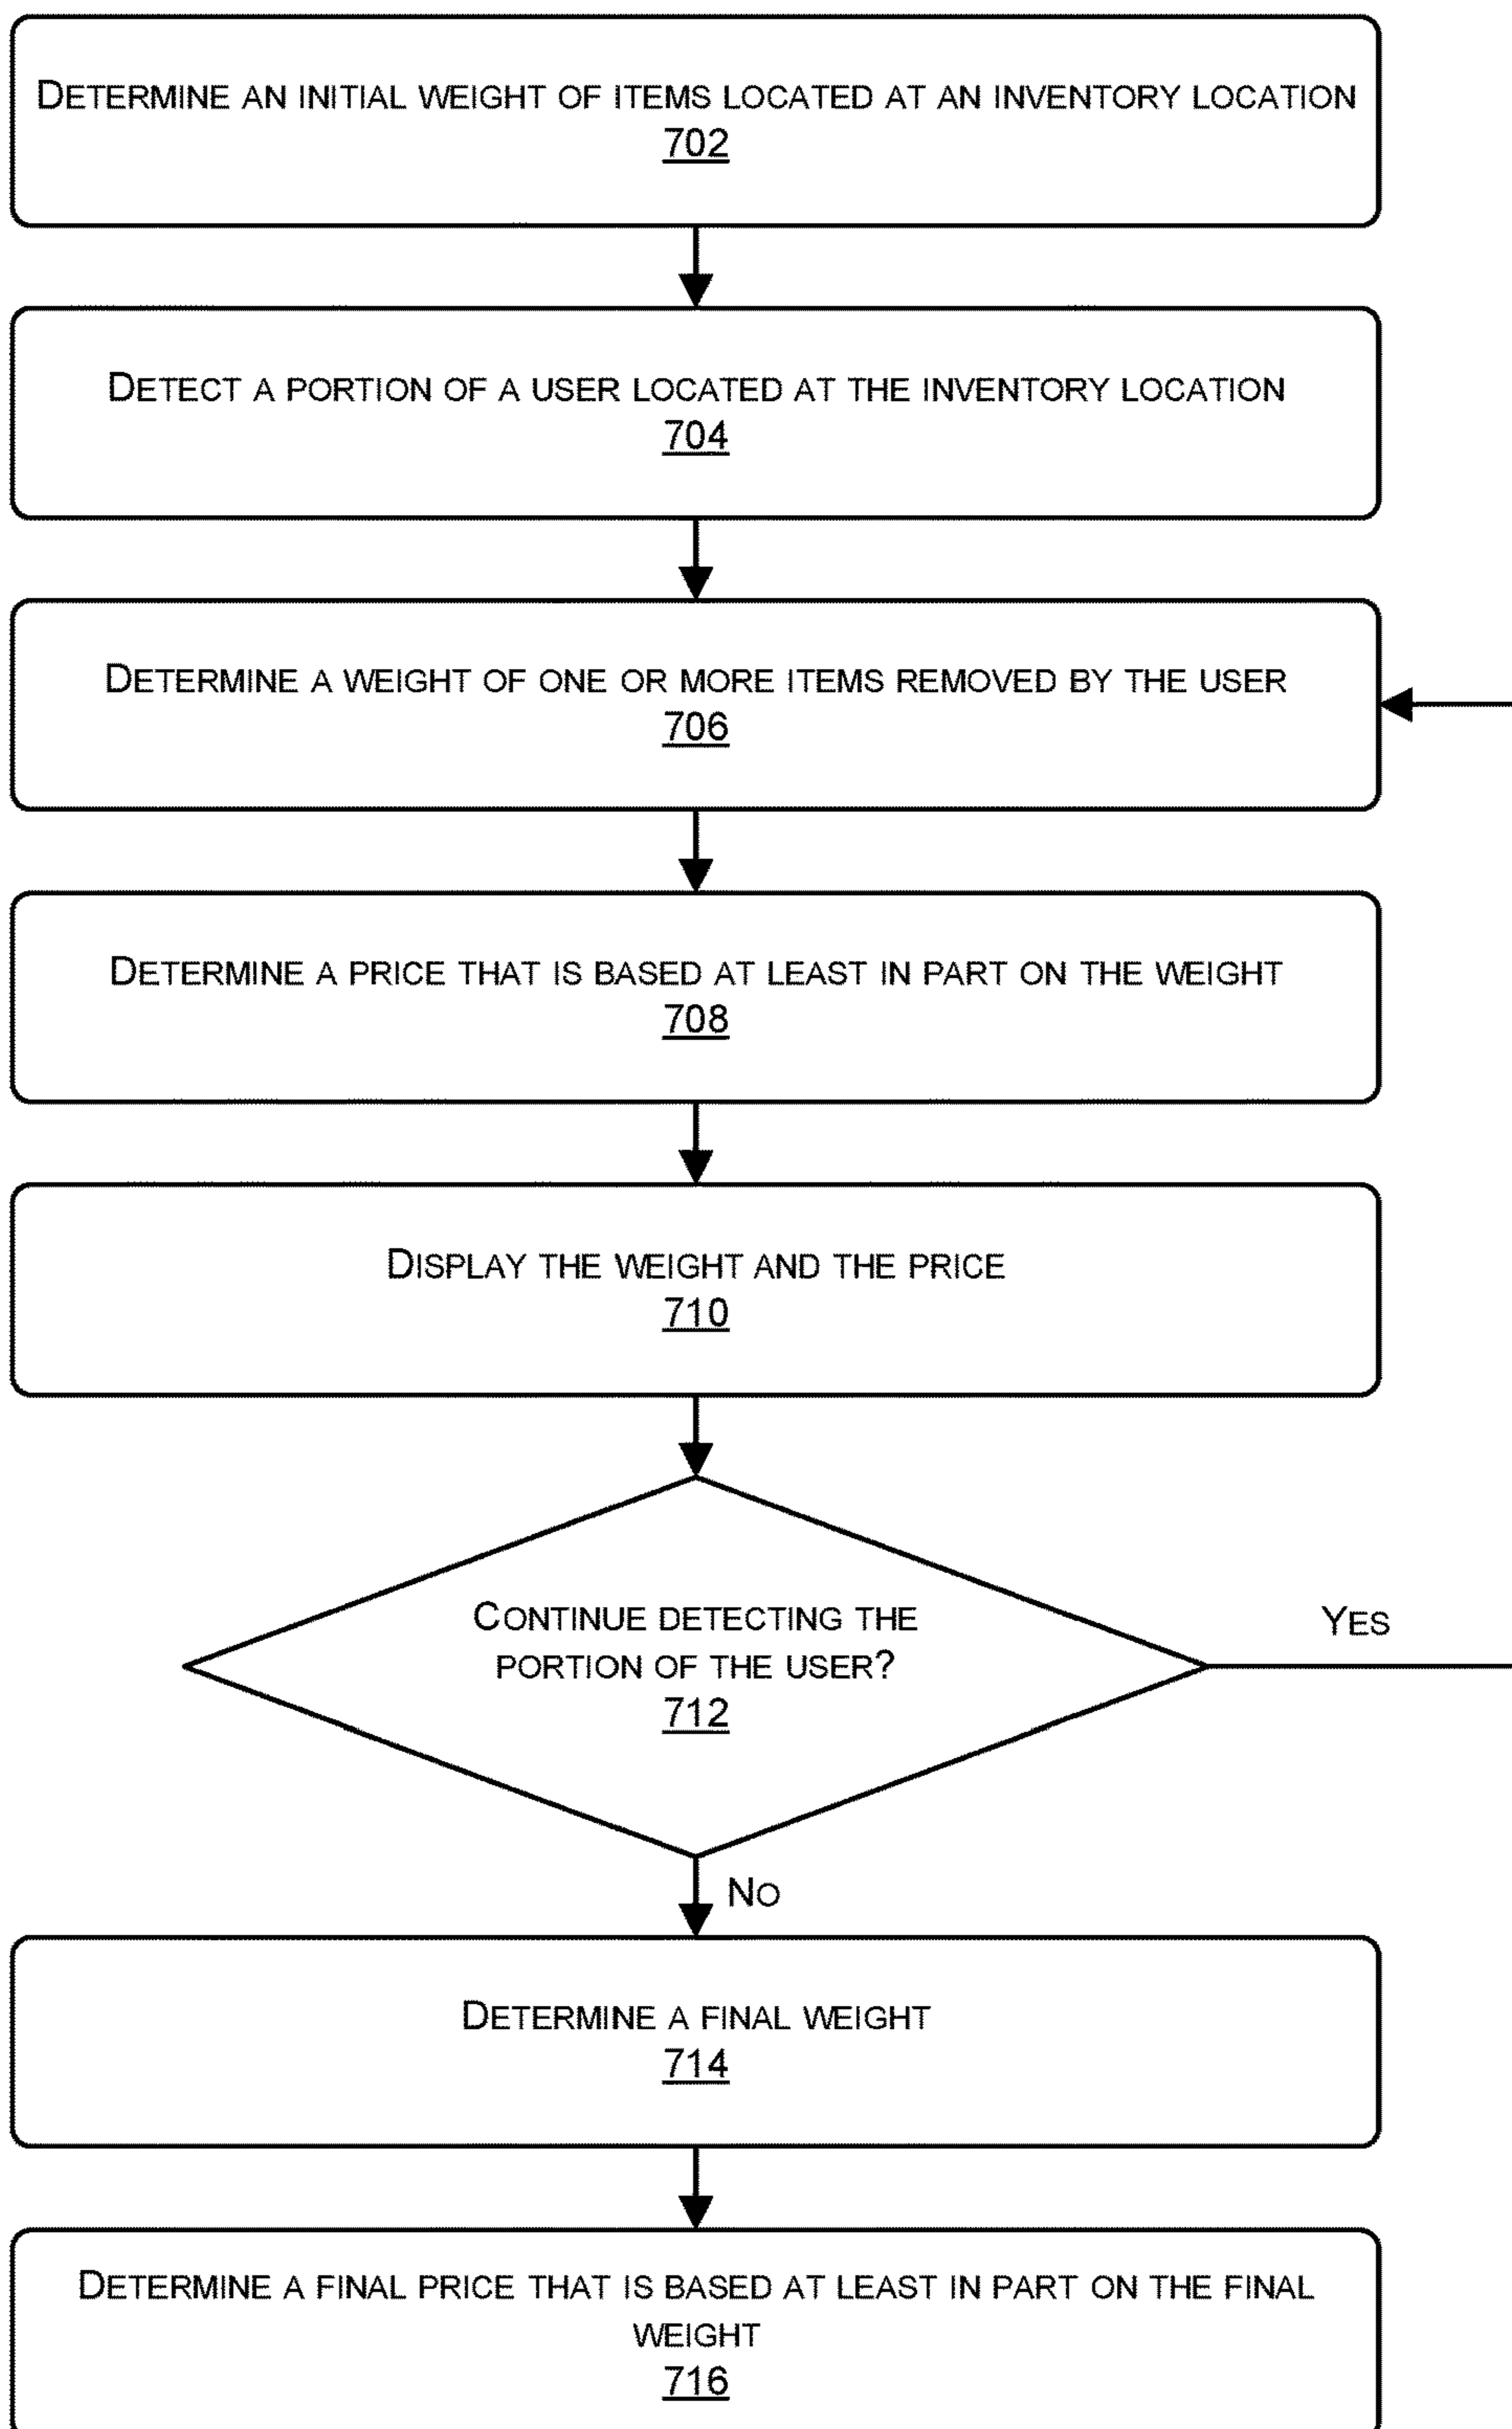 DETERMINE AN INITIAL WEIGHT OF ITEMS LOCATED AT AN INVENTORY LOCATION
702
DETECT A PORTION OF A USER LOCATED AT THE INVENTORY LOCATION
704
DETERMINE A WEIGHT OF ONE OR MORE ITEMS REMOVED BY THE USER
706
DETERMINE A PRICE THAT IS BASED AT LEAST IN PART ON THE WEIGHT
708
DISPLAY THE WEIGHT AND THE PRICE
710
CONTINUE DETECTING THE
PORTION OF THE USER?
712
YES
NO
DETERMINE A FINAL WEIGHT
714
DETERMINE A FINAL PRICE THAT IS BASED AT LEAST IN PART ON THE FINAL
WEIGHT
716